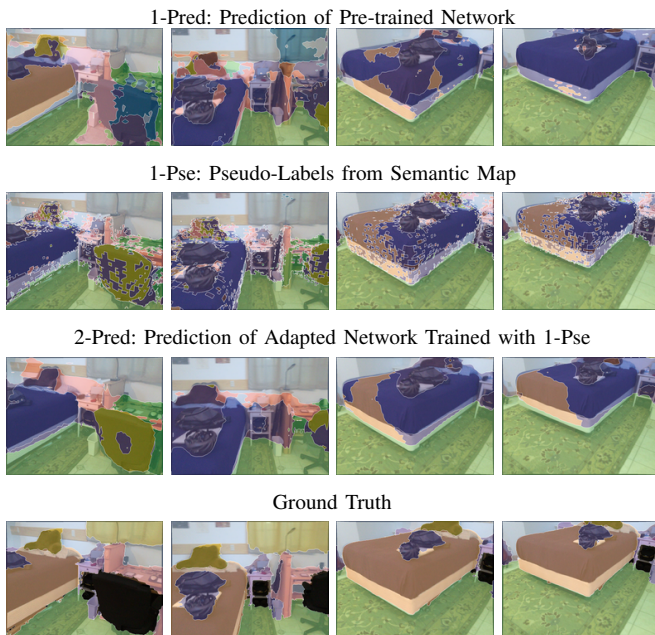 1-Pred: Prediction of Pre-trained Network
1-Pse: Pseudo-Labels from Semantic Map
2-Pred: Prediction of Adapted Network Trained with 1-Pse
Ground Truth